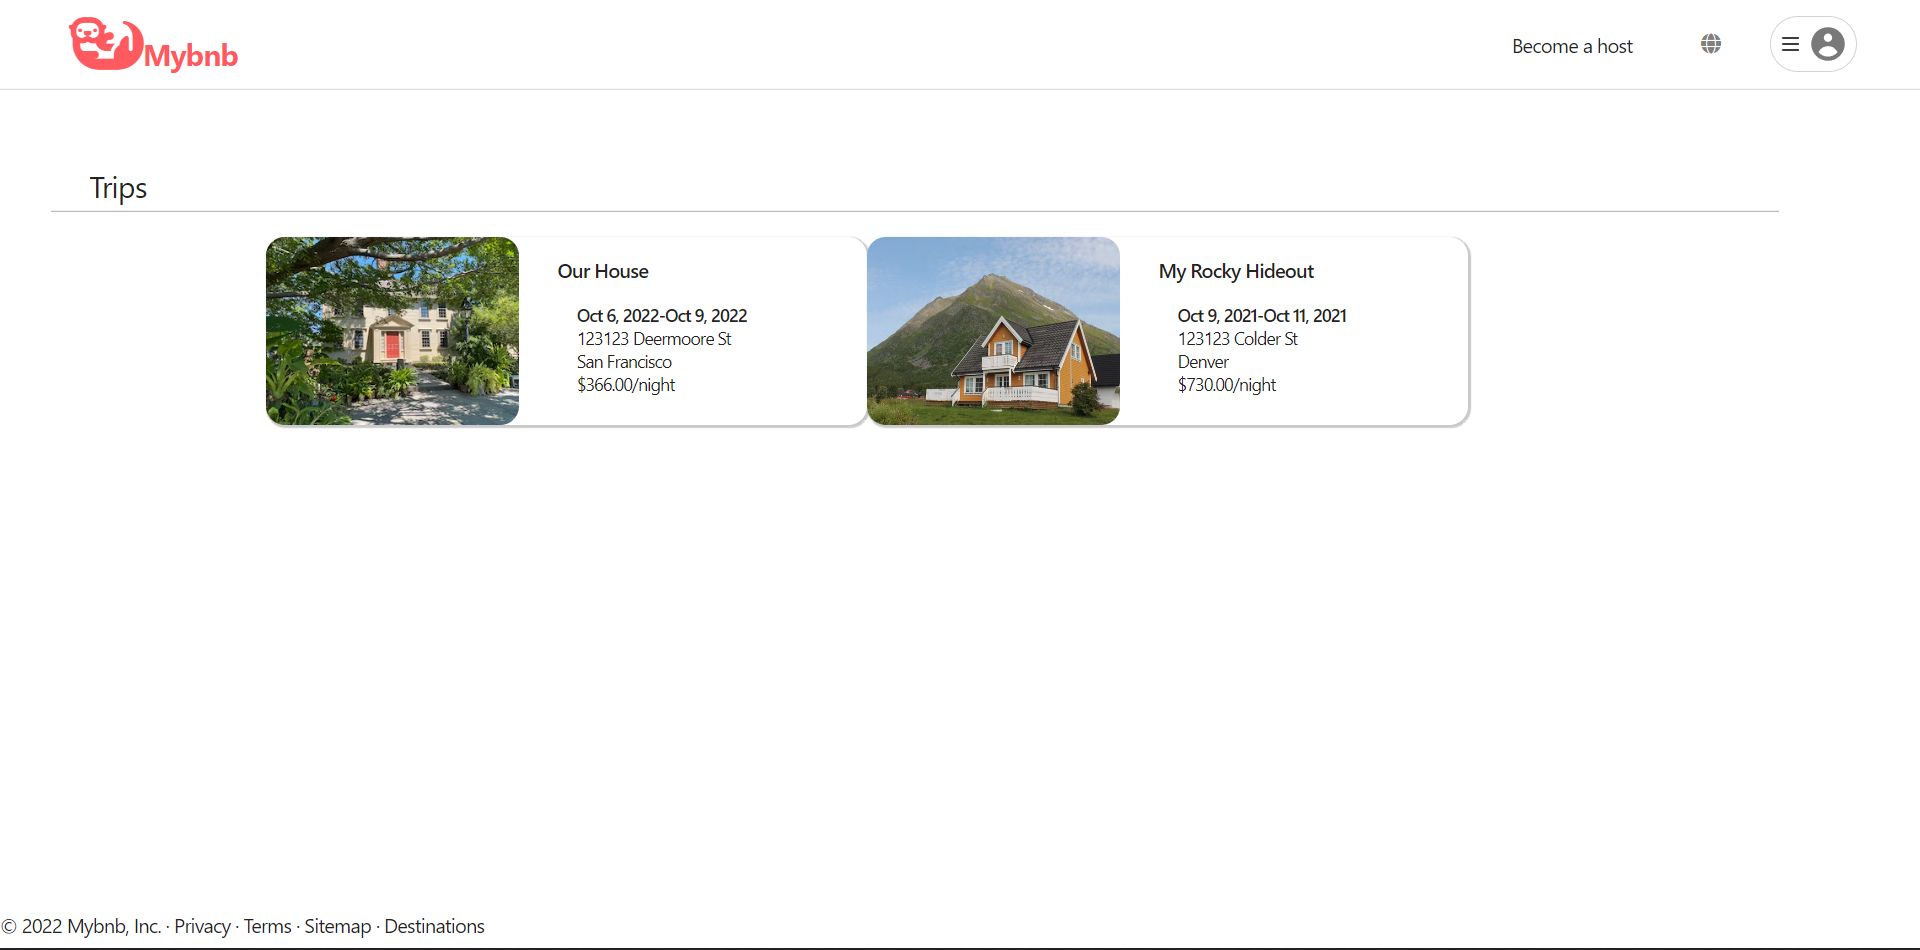 Mybnb
Become a host
Trips
Our House
Oct 6, 2022-Oct 9, 2022
123123 Deermoore St
San Francisco
$366.00/night
My Rocky Hideout
Oct 9, 2021-Oct 11, 2021
123123 Colder St
Denver
$730.00/night
© 2022 Mybnb, Inc. · Privacy · Terms · Sitemap · Destinations